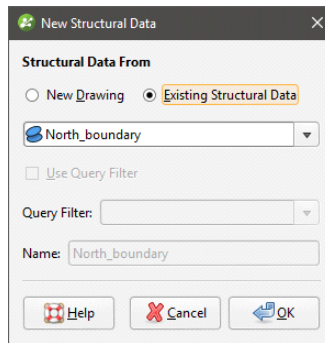 New Structural Data
Structural Data From
New Drawing Existing Structural Data
North_boundary
Use Query Filter
Query Filter:
Name: North_boundary
Help Cancel OK